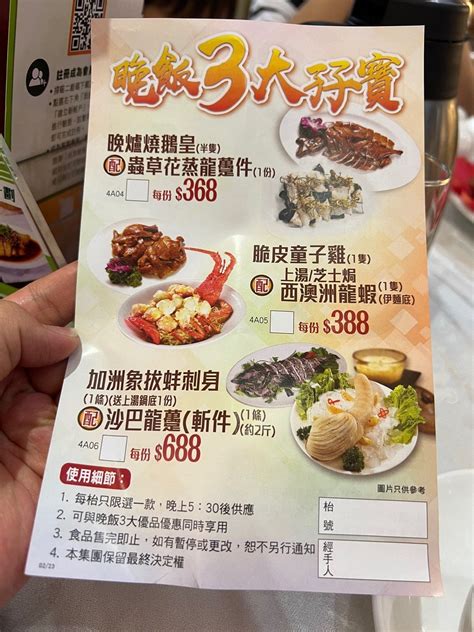 晚飯3大孖寶
晚爐燒鵝皇(半隻)
配 蟲草花蒸龍躉件(1份)
4A04 每份 $368
脆皮童子雞(1隻)
配 上湯/芝士焗
西澳洲龍蝦(1隻)
(伊麵底)
4A05 每份 $388
加洲象拔蚌刺身
(1條)(送上湯鍋底1份)
配 沙巴龍躉(斬件)(1條)
(約2斤)
4A06 每份 $688
圖片只供參考
使用細節：
1. 每枱只限選一款，晚上5：30後供應
2. 可與晚飯3大優品優惠同時享用
3. 食品售完即止，如有暫停或更改，恕不另行通知
4. 本集團保留最終決定權
枱號
經手人
02/23
註冊成為會